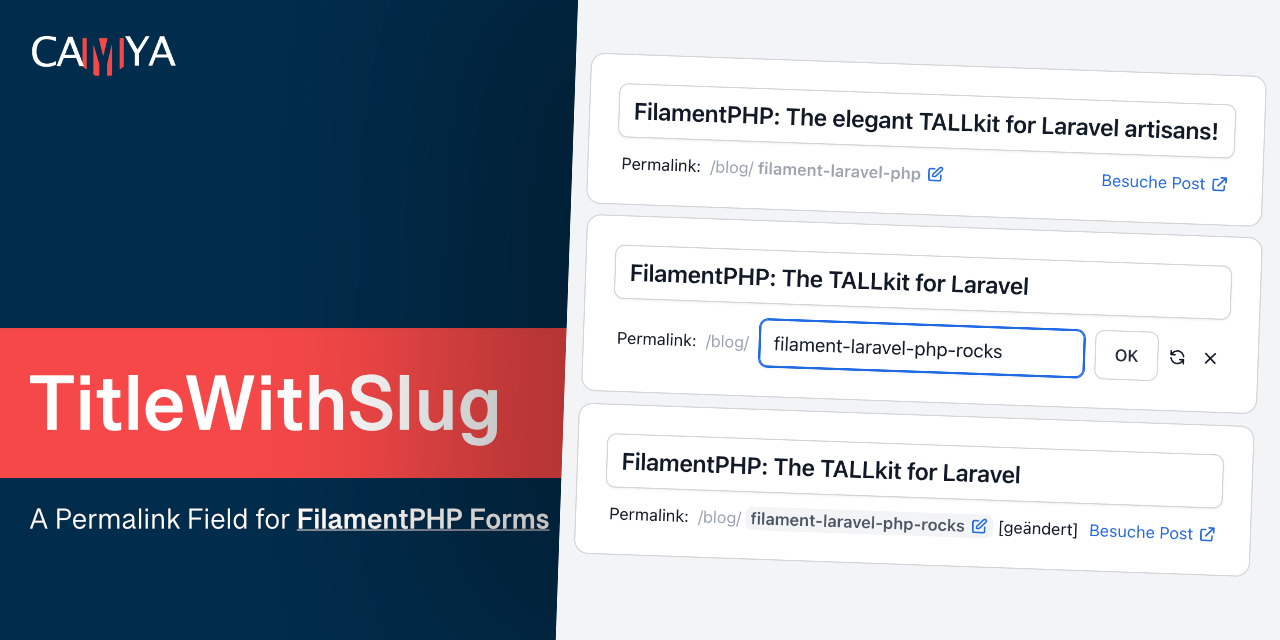 CAMYA
TitleWithSlug
A Permalink Field for FilamentPHP Forms
FilamentPHP: The elegant TALLkit for Laravel artisans!
Permalink: /blog/ filament-laravel-php Besuche Post
FilamentPHP: The TALLkit for Laravel
Permalink: /blog/ filament-laravel-php-rocks OK
FilamentPHP: The TALLkit for Laravel
Permalink: /blog/ filament-laravel-php-rocks [geändert] Besuche Post